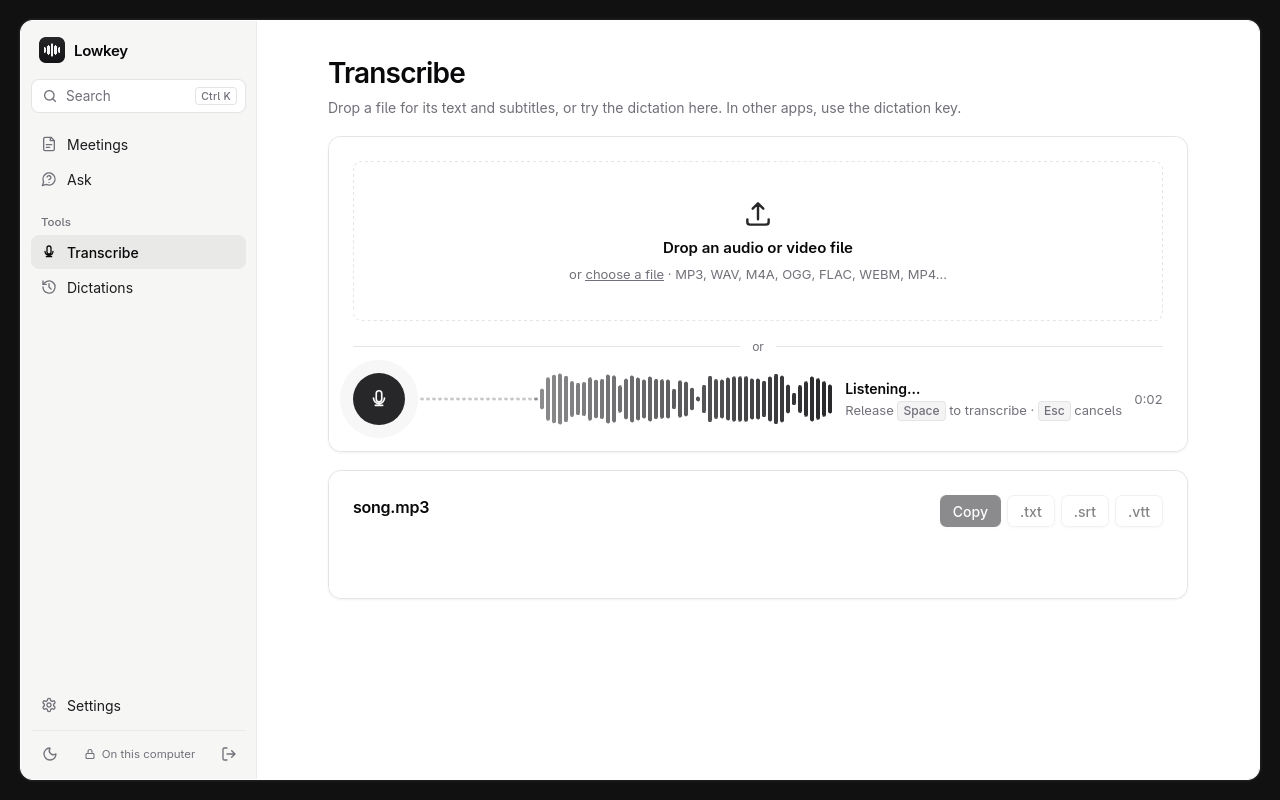 Lowkey
Search
Ctrl K
Meetings
Ask
Tools
Transcribe
Dictations
Settings
On this computer
Transcribe
Drop a file for its text and subtitles, or try the dictation here. In other apps, use the dictation key.
Drop an audio or video file
or choose a file · MP3, WAV, M4A, OGG, FLAC, WEBM, MP4...
or
Listening...
Release Space to transcribe · Esc cancels
0:02
song.mp3
Copy
.txt
.srt
.vtt